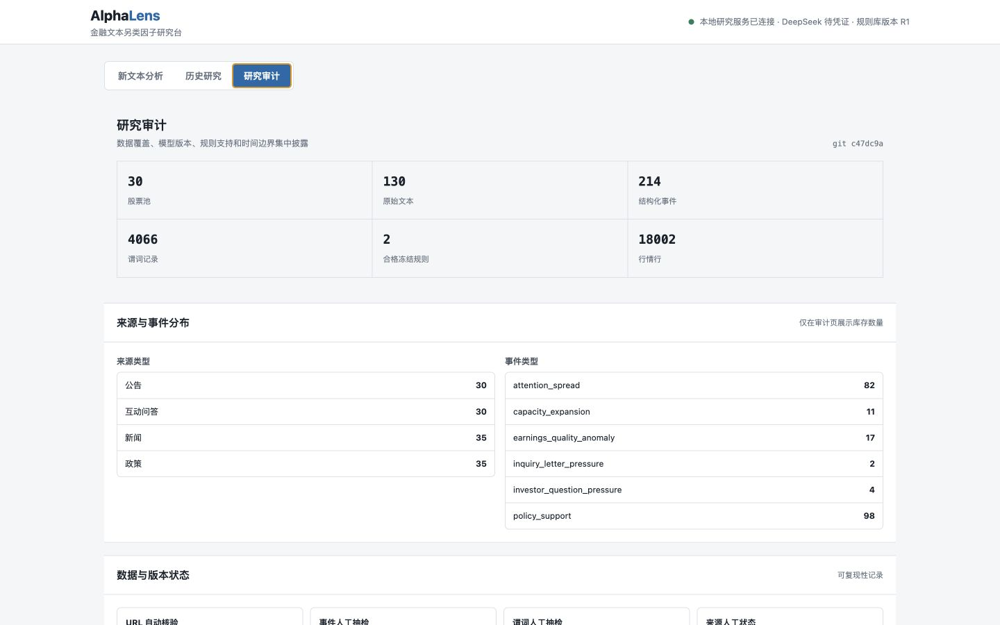 AlphaLens
金融文本另类因子研究台
本地研究服务已连接 · DeepSeek 待凭证 · 规则库版本 R1
新文本分析
历史研究
研究审计
研究审计
数据覆盖、模型版本、规则支持和时间边界集中披露
git c47dc9a
30
股票池
130
原始文本
214
结构化事件
4066
谓词记录
2
合格冻结规则
18002
行情行
来源与事件分布
仅在审计页展示库存数量
来源类型
公告 30
互动问答 30
新闻 35
政策 35
事件类型
attention_spread 82
capacity_expansion 11
earnings_quality_anomaly 17
inquiry_letter_pressure 2
investor_question_pressure 4
policy_support 98
数据与版本状态
可复现性记录
URL 自动核验
事件人工抽检
谓词人工抽检
来源人工状态